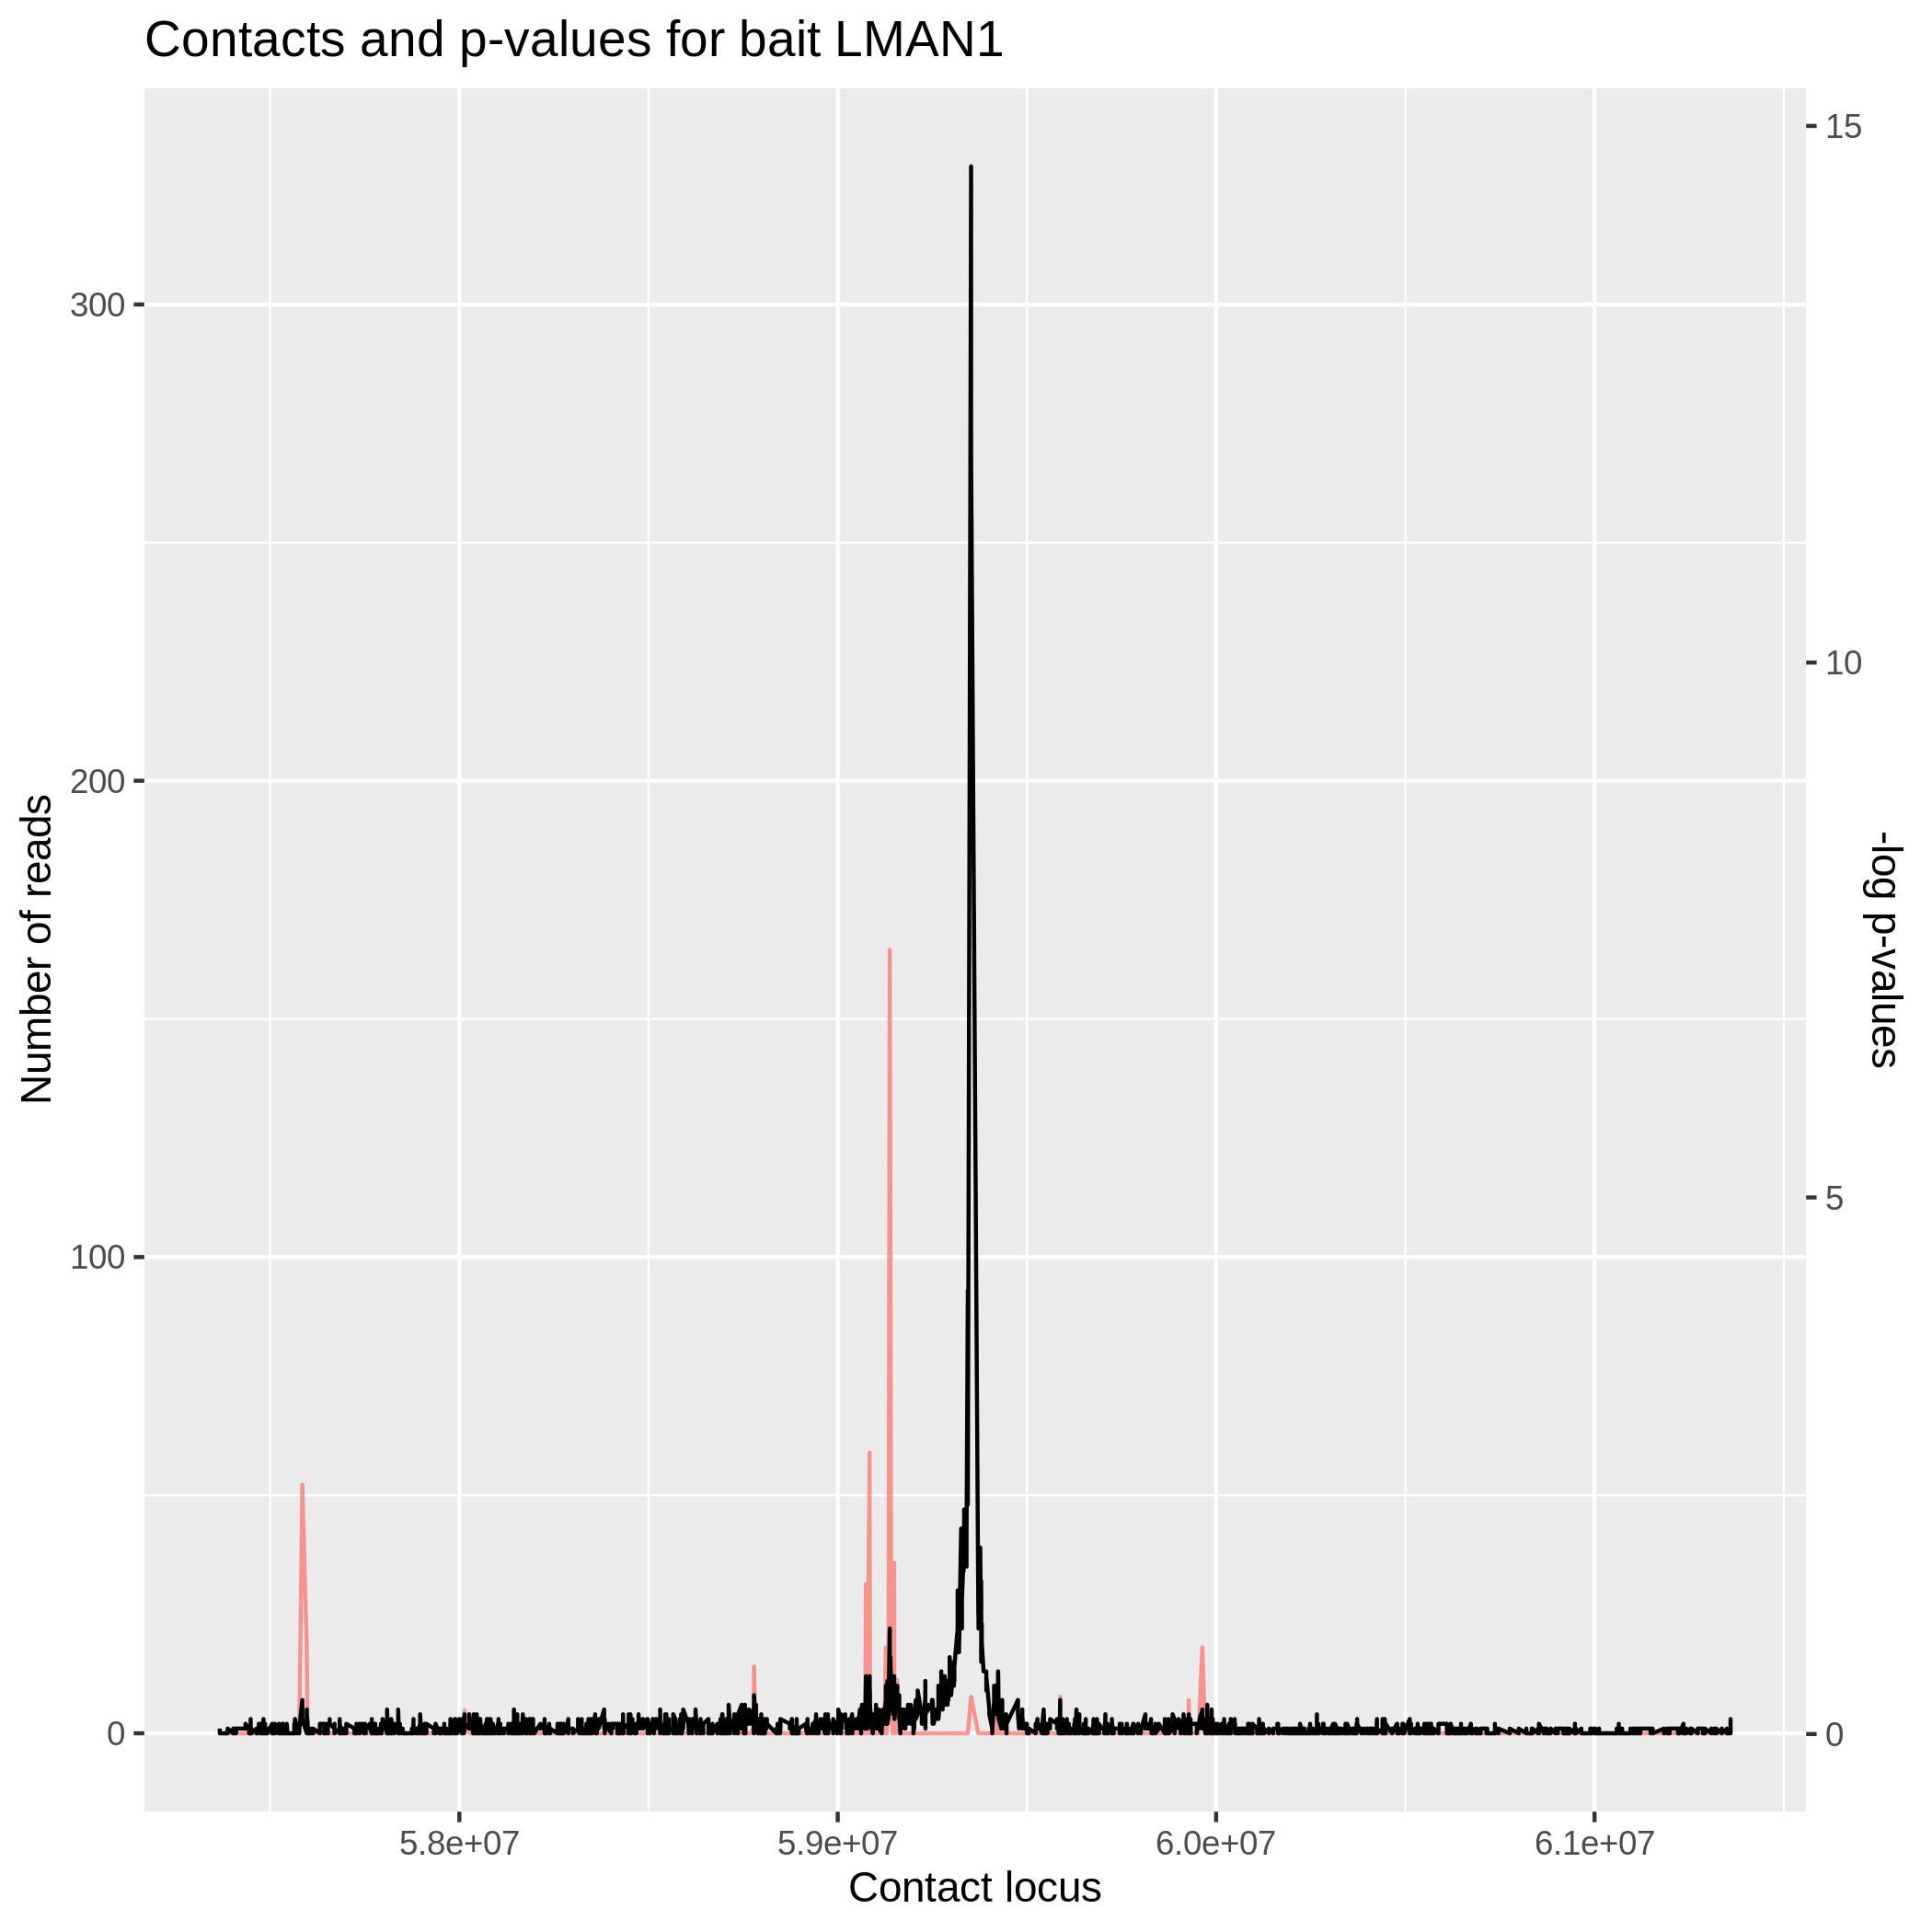 Contacts and p-values for bait LMAN1
Number of reads
300
200
100
0
15
10
5
0
-log p-values
5.8e+07
5.9e+07
6.0e+07
6.1e+07
Contact locus